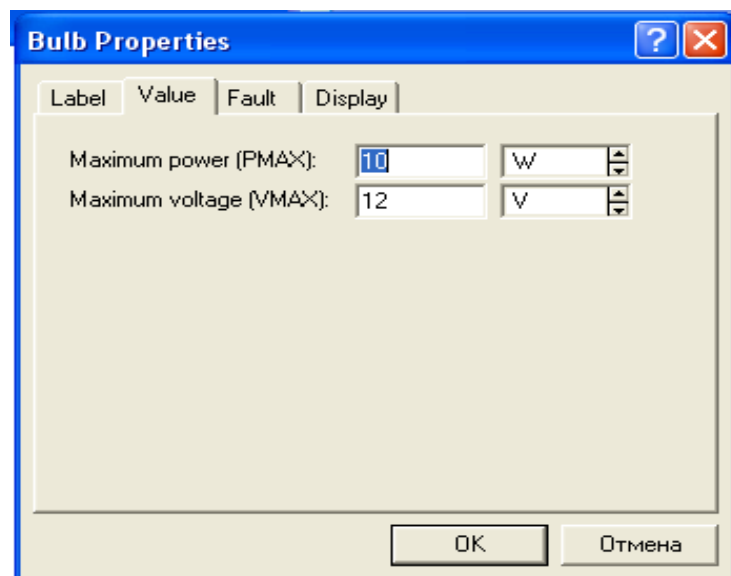 Bulb Properties
Label Value Fault Display
Maximum power (PMAX): 10 W
Maximum voltage (VMAX): 12 V
OK Отмена